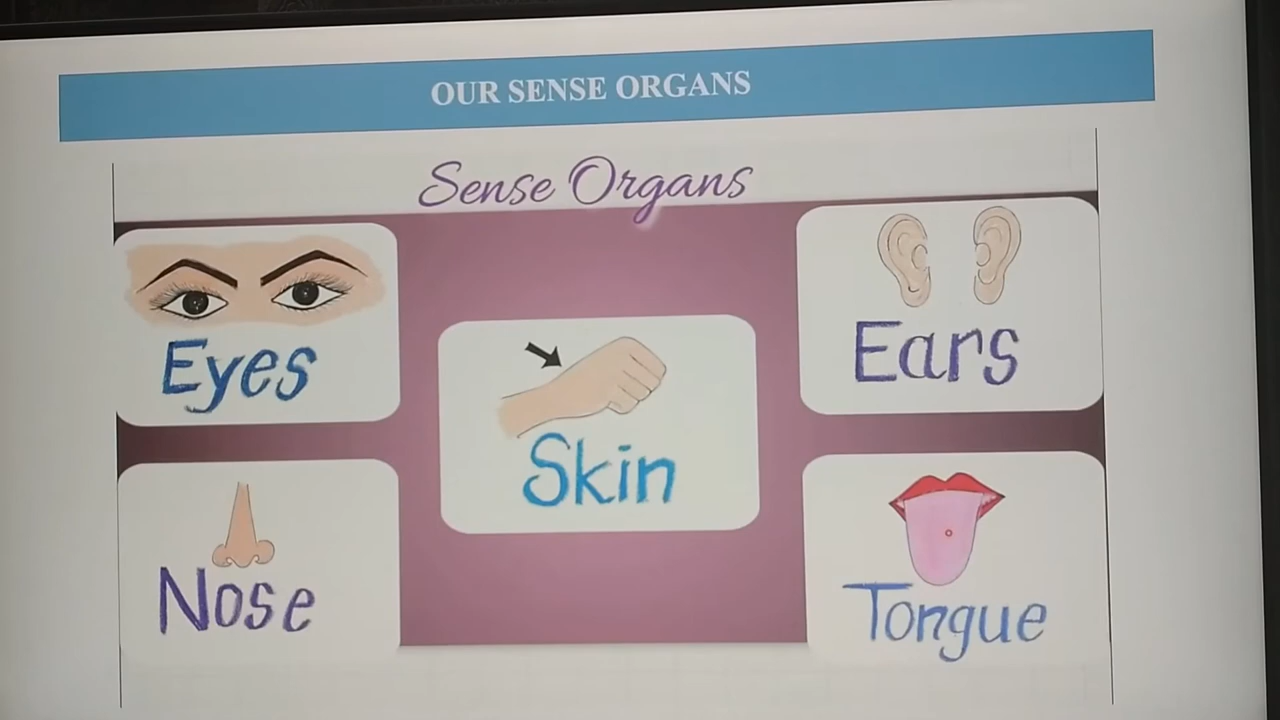 OUR SENSE ORGANS
Sense Organs
Eyes
Ears
Skin
Nose
Tongue